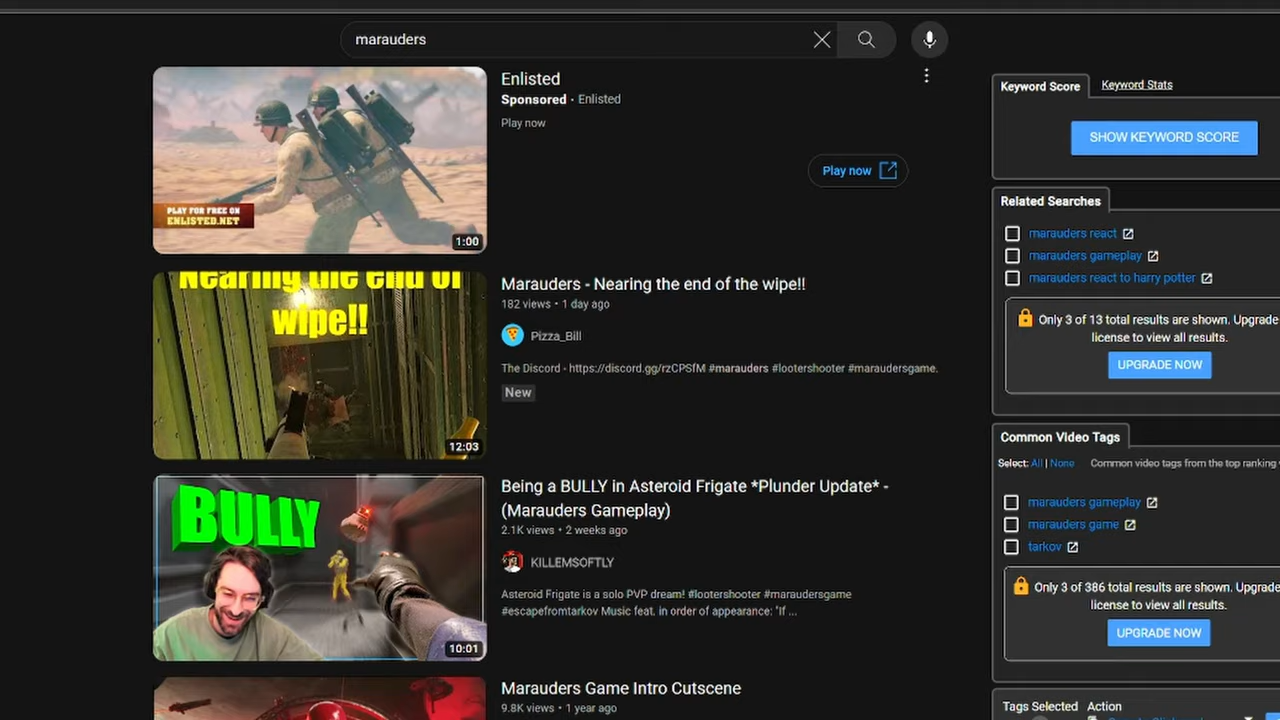 marauders
Enlisted
Sponsored · Enlisted
Play now
Play now
PLAY FOR FREE ON
ENLISTED.NET
1:00
Nearing the end of
wipe!!
12:03
Marauders - Nearing the end of the wipe!!
182 views • 1 day ago
Pizza_Bill
The Discord - https://discord.gg/rzCPSfM #marauders #lootershooter #maraudersgame.
New
BULLY
10:01
Being a BULLY in Asteroid Frigate *Plunder Update* -
(Marauders Gameplay)
2.1K views • 2 weeks ago
KILLEMSOFTLY
Asteroid Frigate is a solo PVP dream! #lootershooter #maraudersgame
#escapefromtarkov Music feat. in order of appearance: "If ...
Marauders Game Intro Cutscene
9.8K views • 1 year ago
Keyword Score
Keyword Stats
SHOW KEYWORD SCORE
Related Searches
marauders react
marauders gameplay
marauders react to harry potter
Only 3 of 13 total results are shown. Upgrade
license to view all results.
UPGRADE NOW
Common Video Tags
Select: All | None Common video tags from the top ranking
marauders gameplay
marauders game
tarkov
Only 3 of 386 total results are shown. Upgrade
license to view all results.
UPGRADE NOW
Tags Selected Action